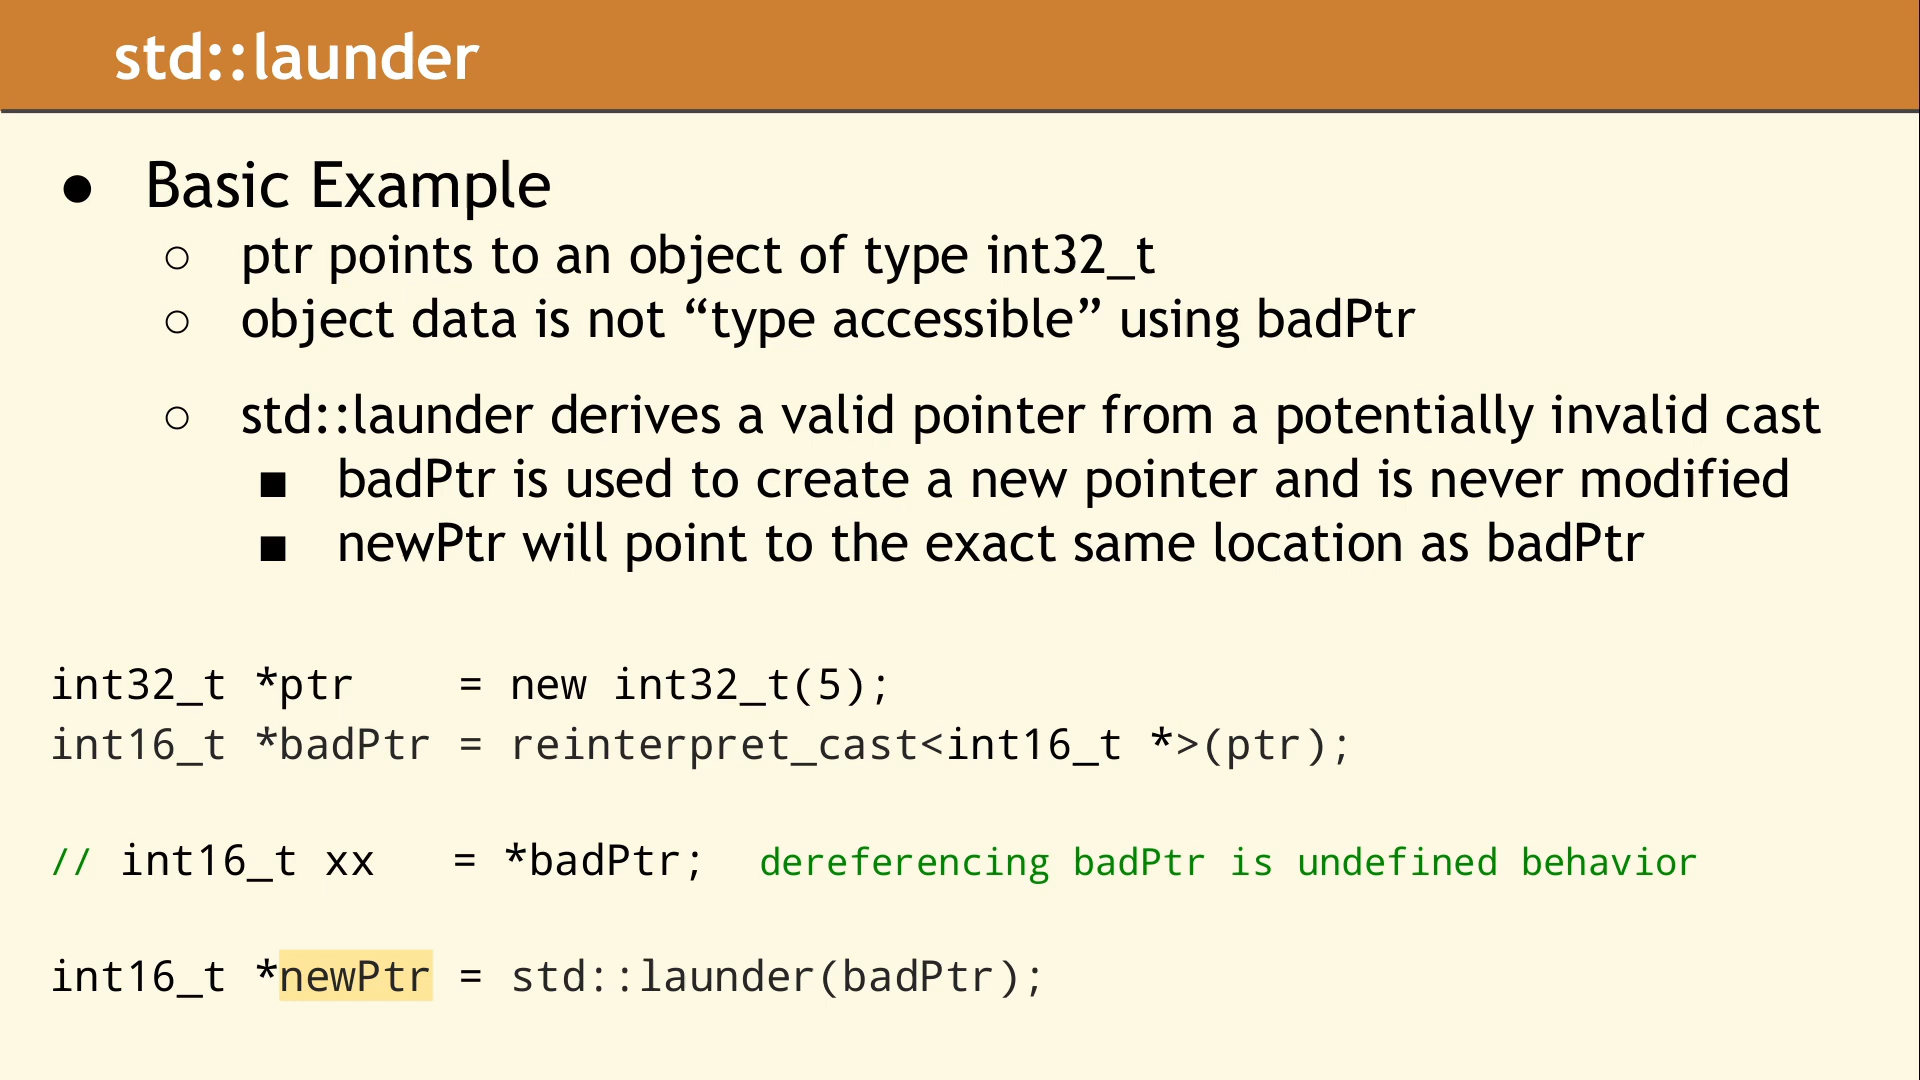 std::launder
● Basic Example
○ ptr points to an object of type int32_t
○ object data is not “type accessible” using badPtr
○ std::launder derives a valid pointer from a potentially invalid cast
■ badPtr is used to create a new pointer and is never modified
■ newPtr will point to the exact same location as badPtr
int32_t *ptr    = new int32_t(5);
int16_t *badPtr = reinterpret_cast<int16_t *>(ptr);
// int16_t xx   = *badPtr;  dereferencing badPtr is undefined behavior
int16_t *newPtr = std::launder(badPtr);